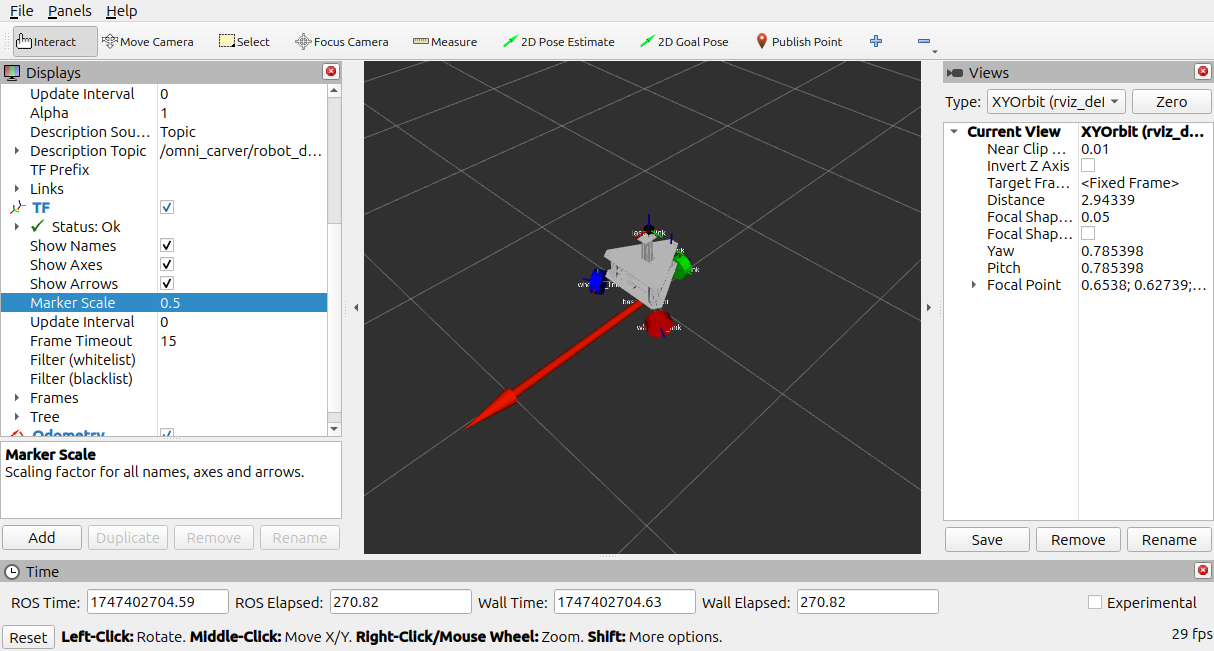 File Panels Help
Interact Move Camera Select Focus Camera Measure 2D Pose Estimate 2D Goal Pose Publish Point
Displays
Update Interval 0
Alpha 1
Description Sou... Topic
Description Topic /omni_carver/robot_d...
TF Prefix
Links
TF
Status: Ok
Show Names
Show Axes
Show Arrows
Marker Scale 0.5
Update Interval 0
Frame Timeout 15
Filter (whitelist)
Filter (blacklist)
Frames
Tree
Odometry
Marker Scale
Scaling factor for all names, axes and arrows.
Add Duplicate Remove Rename
Views
Type: XYOrbit (rviz_def Zero
Current View XYOrbit (rviz_d...
Near Clip ... 0.01
Invert Z Axis
Target Fra... <Fixed Frame>
Distance 2.94339
Focal Shap... 0.05
Focal Shap...
Yaw 0.785398
Pitch 0.785398
Focal Point 0.6538; 0.62739;...
Save Remove Rename
Time
ROS Time: 1747402704.59 ROS Elapsed: 270.82 Wall Time: 1747402704.63 Wall Elapsed: 270.82 Experimental
Reset Left-Click: Rotate. Middle-Click: Move X/Y. Right-Click/Mouse Wheel: Zoom. Shift: More options. 29 fps